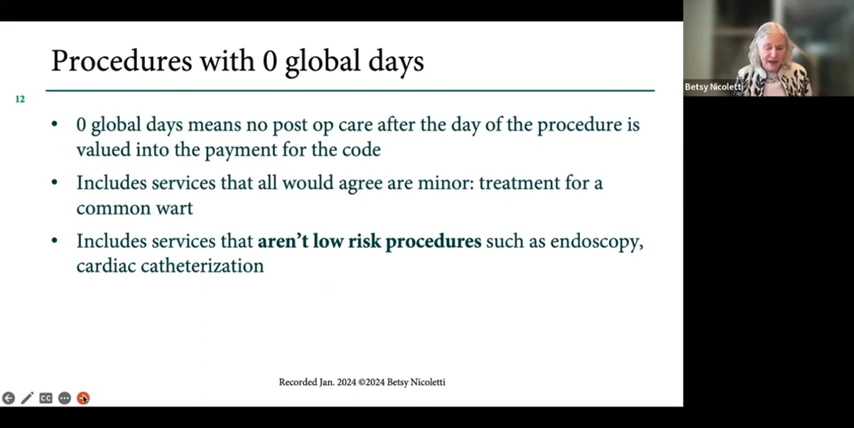 Procedures with 0 global days
12
• 0 global days means no post op care after the day of the procedure is
valued into the payment for the code
• Includes services that all would agree are minor: treatment for a
common wart
• Includes services that aren't low risk procedures such as endoscopy,
cardiac catheterization
Recorded Jan. 2024 ©2024 Betsy Nicoletti
CC
Betsy Nicoletti